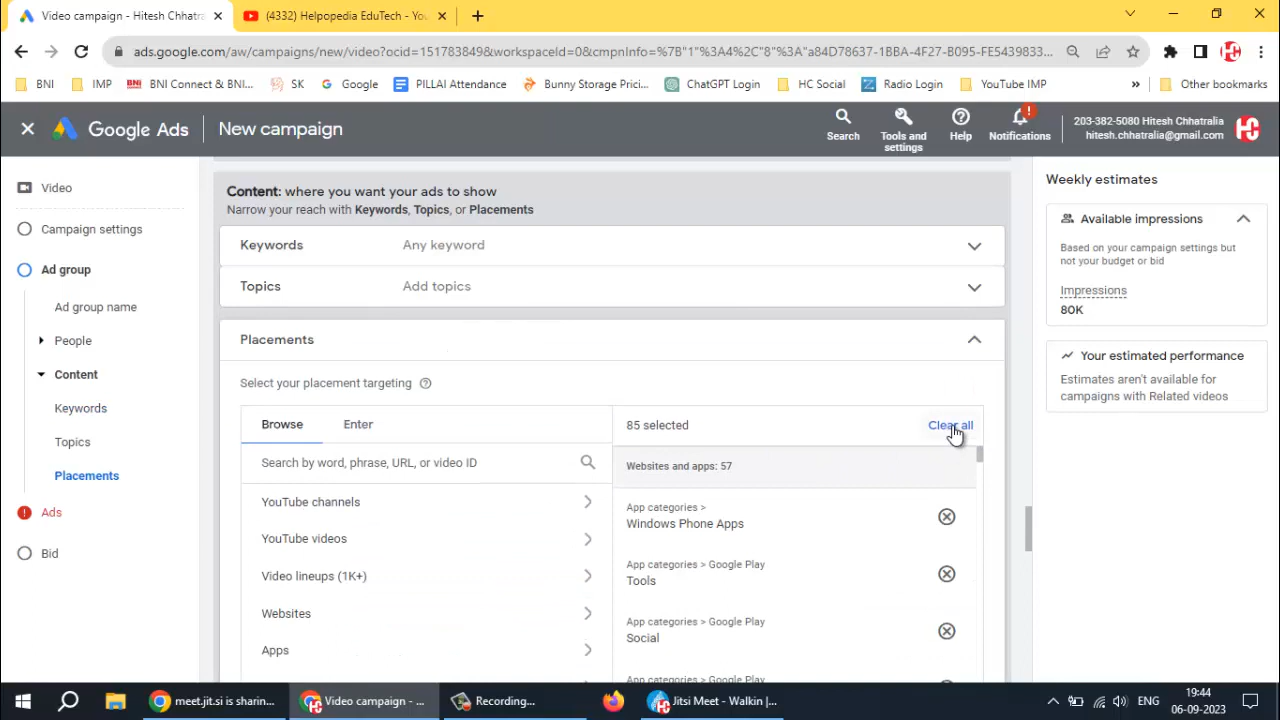 Video campaign - Hitesh Chhatra
(4332) Helpopedia EduTech - You
ads.google.com/aw/campaigns/new/video?ocid=151783849&workspaceId=0&cmpnInfo=%7B"1"%3A4%2C"8"%3A"a84D78637-1BBA-4F27-B095-FE5439833...
BNI
IMP
BNI Connect & BNI...
SK
Google
PILLAI Attendance
Bunny Storage Prici...
ChatGPT Login
HC Social
Radio Login
YouTube IMP
»
Other bookmarks
Google Ads
New campaign
Search
Tools and
settings
Help
Notifications
203-382-5080 Hitesh Chhatralia
hitesh.chhatralia@gmail.com
Video
Campaign settings
Ad group
Ad group name
People
Content
Keywords
Topics
Placements
Ads
Bid
Content: where you want your ads to show
Narrow your reach with Keywords, Topics, or Placements
Keywords Any keyword
Topics Add topics
Placements
Select your placement targeting
Browse Enter
Search by word, phrase, URL, or video ID
YouTube channels
YouTube videos
Video lineups (1K+)
Websites
Apps
85 selected Clear all
Websites and apps: 57
App categories >
Windows Phone Apps
App categories > Google Play
Tools
App categories > Google Play
Social
App categories > Google Play
Weekly estimates
Available impressions
Based on your campaign settings but
not your budget or bid
Impressions
80K
Your estimated performance
Estimates aren't available for
campaigns with Related videos
meet.jit.si is sharin...
Video campaign - ...
Recording...
Jitsi Meet - Walkin |...
ENG
19:44
06-09-2023